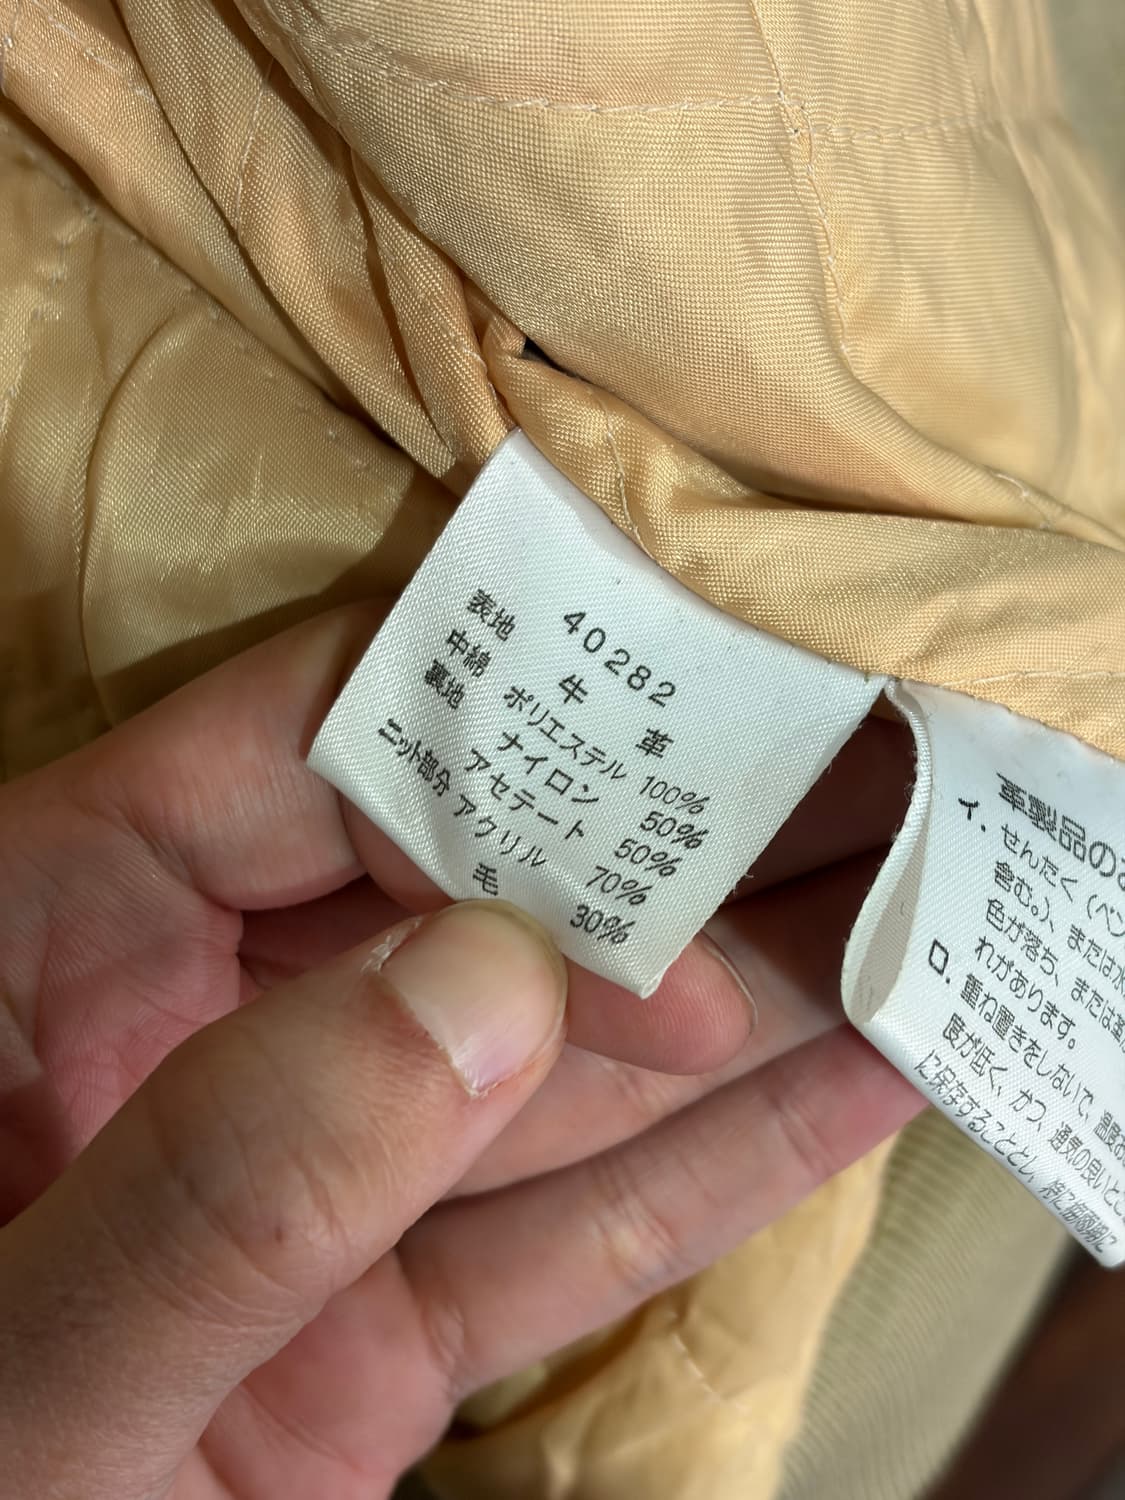 40282
表地 牛 革
中綿 ポリエステル 100%
裏地 ナイロン 50%
アセテート 50%
ニット部分 アクリル 70%
毛 30%
革製品の
イ. せんたく(ベン
含む。)、または水
色が落ち、または革
れがあります。
ロ. 重ね置きをしないで、温度
度が低く、かつ、通気の良いとこ
に保存することとし、特に